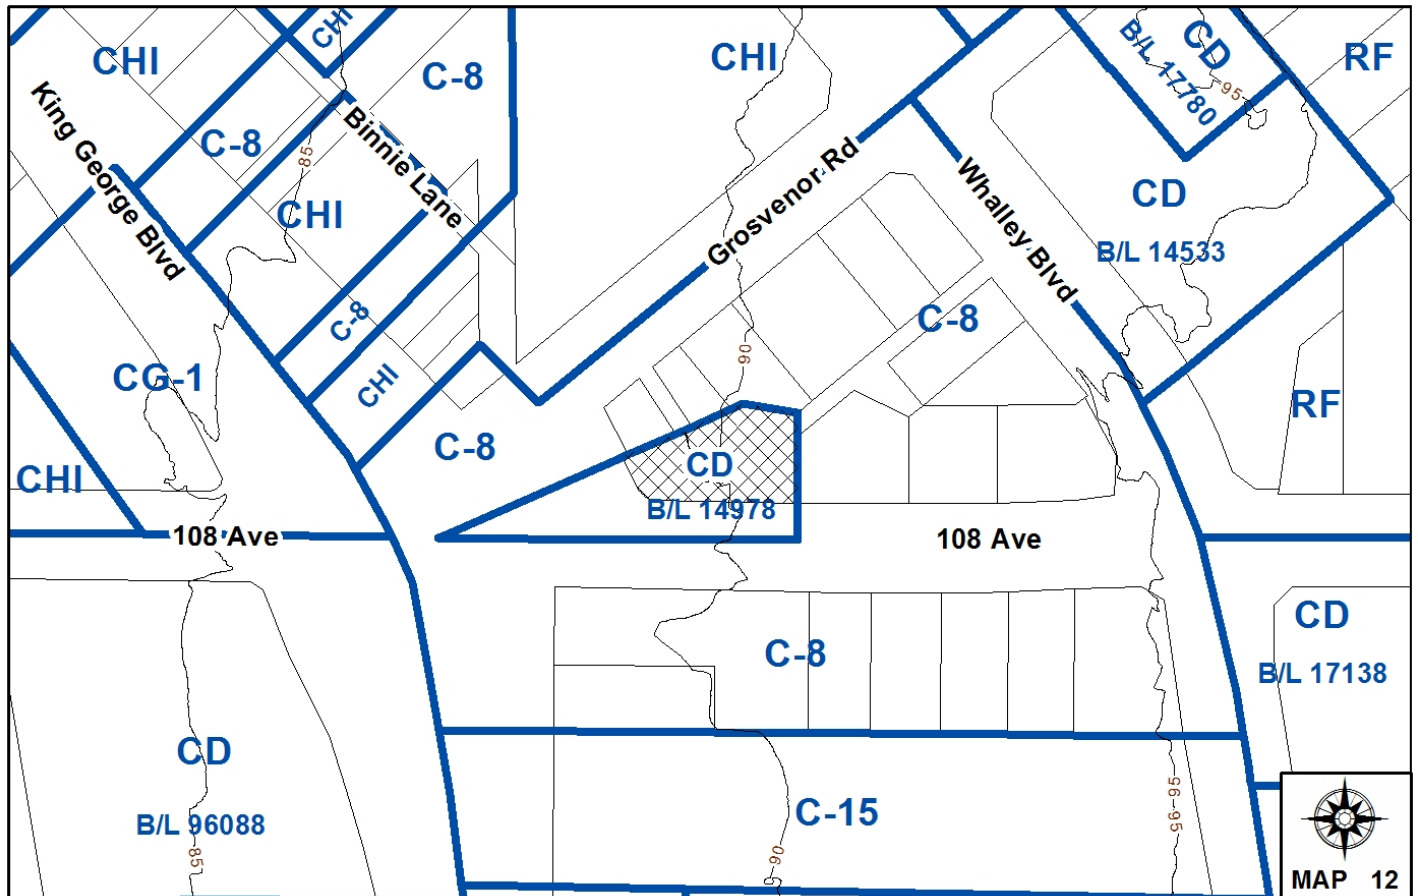 CHI
CHI
C-8
CHI
CD
B/L 17780
95
RF
King George Blvd
C-8
Binnie Lane
85
CHI
Grosvenor Rd
Whalley Blvd
CD
B/L 14533
C-8
C-8
CG-1
CHI
90
RF
C-8
CHI
CD
B/L 14978
108 Ave
108 Ave
C-8
CD
B/L 17138
CD
B/L 96088
85
C-15
90
95
95
MAP 12